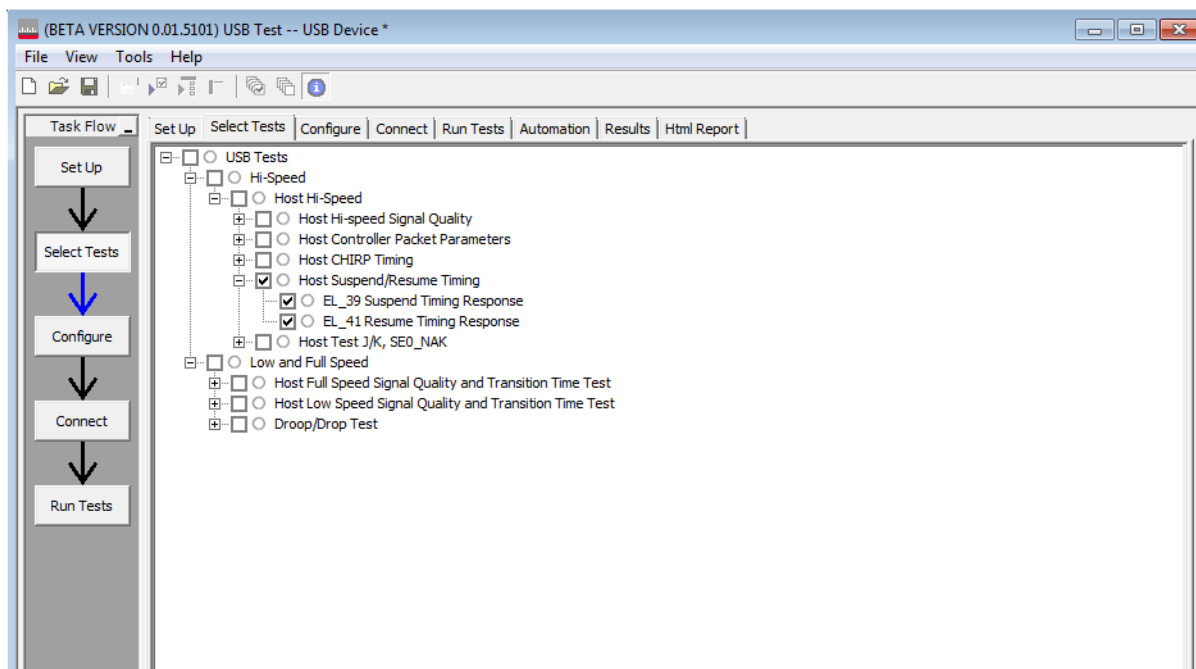 (BETA VERSION 0.01.5101) USB Test -- USB Device *
File View Tools Help
Task Flow
Set Up
Select Tests
Configure
Connect
Run Tests
Set Up Select Tests Configure Connect Run Tests Automation Results Html Report
USB Tests
Hi-Speed
Host Hi-Speed
Host Hi-speed Signal Quality
Host Controller Packet Parameters
Host CHIRP Timing
Host Suspend/Resume Timing
EL_39 Suspend Timing Response
EL_41 Resume Timing Response
Host Test J/K, SE0_NAK
Low and Full Speed
Host Full Speed Signal Quality and Transition Time Test
Host Low Speed Signal Quality and Transition Time Test
Droop/Drop Test